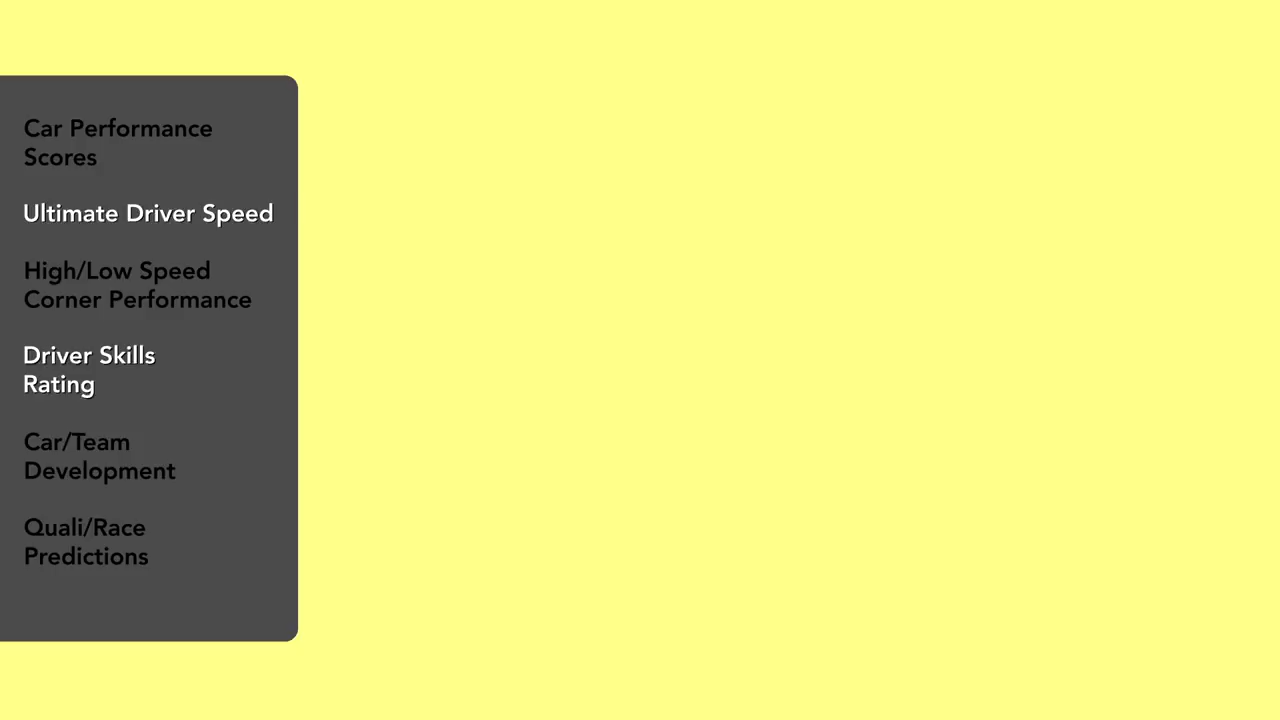 Car Performance
Scores
Ultimate Driver Speed
High/Low Speed
Corner Performance
Driver Skills
Rating
Car/Team
Development
Quali/Race
Predictions